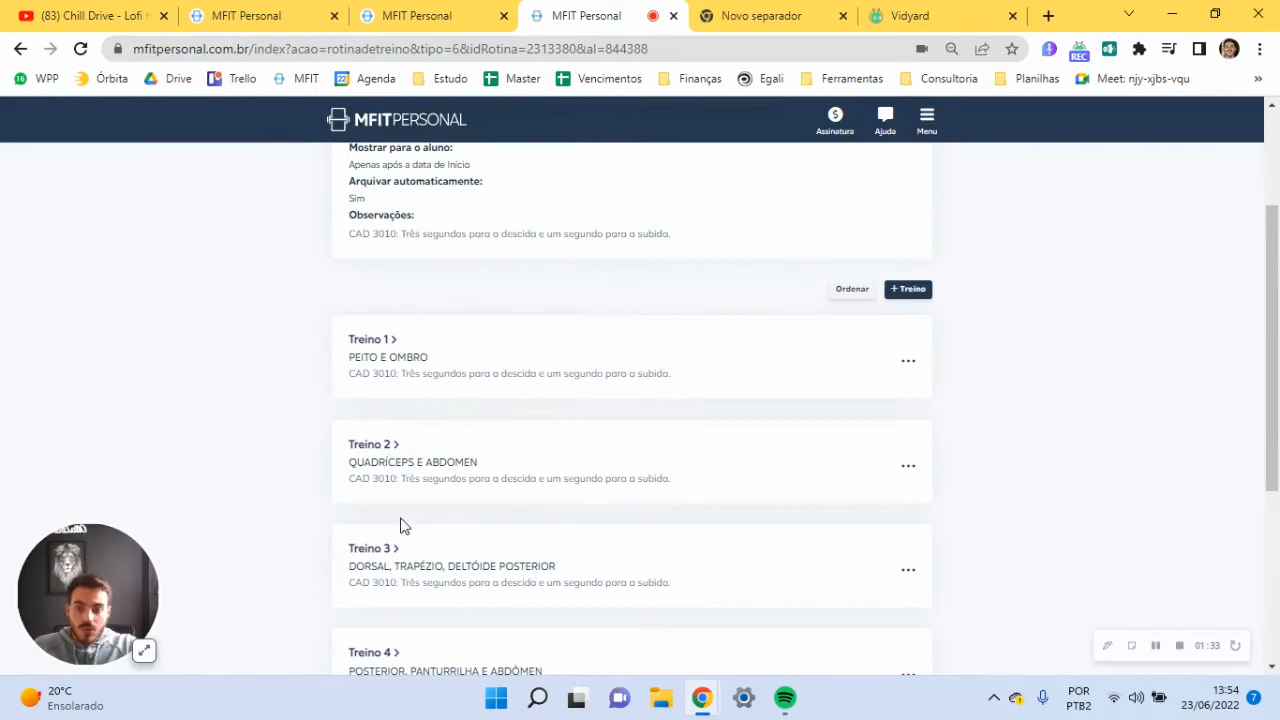 (83) Chill Drive - Lofi h
MFIT Personal
MFIT Personal
MFIT Personal
Novo separador
Vidyard
mfitpersonal.com.br/index?acao=rotinadetreino&tipo=6&idRotina=2313380&al=844388
REC
16
WPP
Órbita
Drive
Trello
MFIT
22
Agenda
Estudo
Master
Vencimentos
Finanças
Egali
Ferramentas
Consultoria
Planilhas
Meet: njy-xjbs-vqu
MFITPERSONAL
Assinatura
Ajuda
Menu
Mostrar para o aluno:
Apenas após a data de Início
Arquivar automaticamente:
Sim
Observações:
CAD 3010: Três segundos para a descida e um segundo para a subida.
Ordenar
+ Treino
Treino 1
PEITO E OMBRO
CAD 3010: Três segundos para a descida e um segundo para a subida.
Treino 2
QUADRÍCEPS E ABDOMEN
CAD 3010: Três segundos para a descida e um segundo para a subida.
Treino 3
DORSAL, TRAPÉZIO, DELTÓIDE POSTERIOR
CAD 3010: Três segundos para a descida e um segundo para a subida.
Treino 4
POSTERIOR, PANTURRILHA E ABDÔMEN
01:33
20°C
Ensolarado
POR
PTB2
13:54
23/06/2022
7